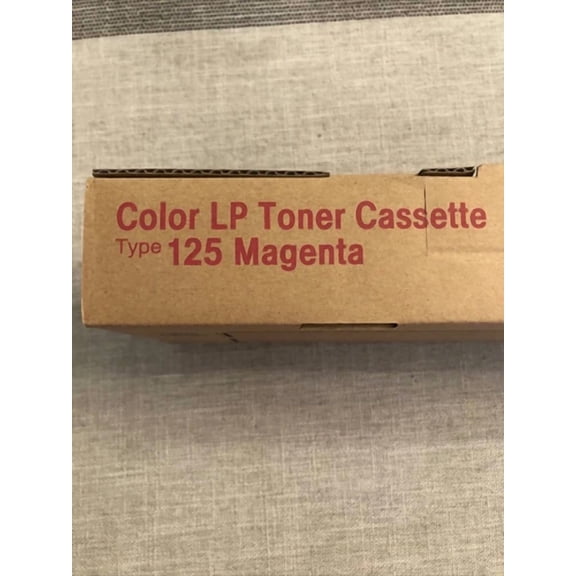 Color LP Toner Cassette
Type 125 Magenta